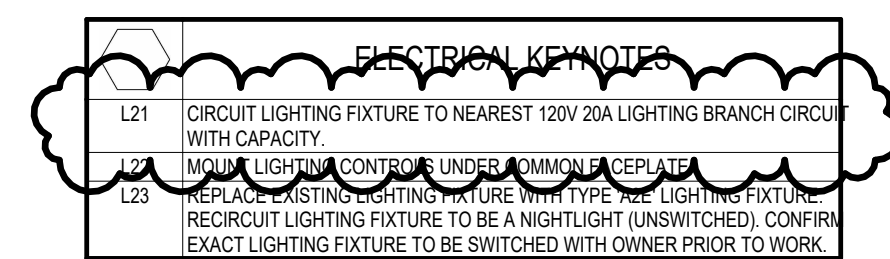 ELECTRICAL KEYNOTES
L21 CIRCUIT LIGHTING FIXTURE TO NEAREST 120V 20A LIGHTING BRANCH CIRCUIT
WITH CAPACITY.
L22 MOUNT LIGHTING CONTROLS UNDER COMMON FACEPLATE.
L23 REPLACE EXISTING LIGHTING FIXTURE WITH TYPE 'A2E' LIGHTING FIXTURE.
RECIRCUIT LIGHTING FIXTURE TO BE A NIGHTLIGHT (UNSWITCHED). CONFIRM
EXACT LIGHTING FIXTURE TO BE SWITCHED WITH OWNER PRIOR TO WORK.